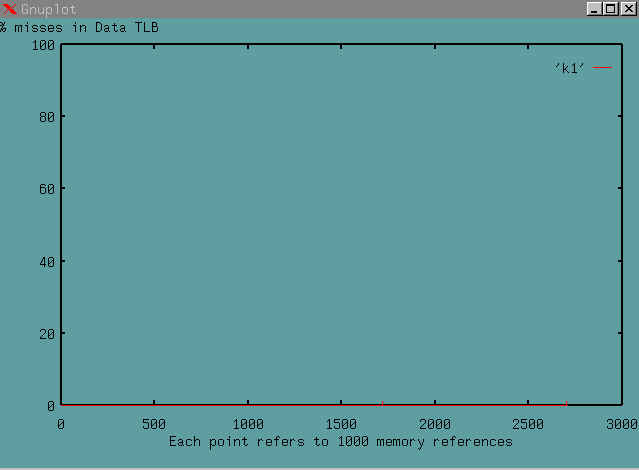 Gnuplot
% misses in Data TLB
100
'k1'
80
60
40
20
0
0 500 1000 1500 2000 2500 3000
Each point refers to 1000 memory references